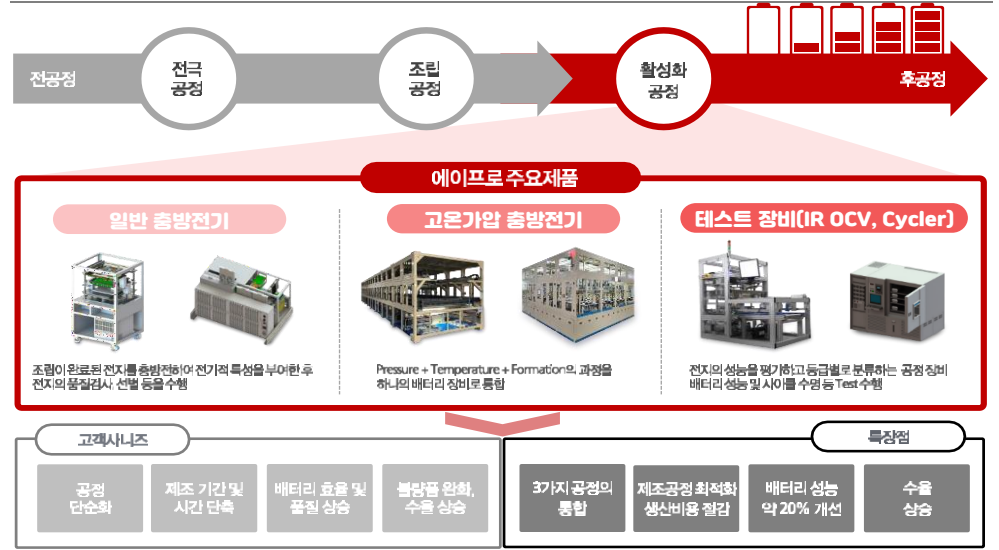 전공정
전극
공정
조립
공정
활성화
공정
후공정
에이프로 주요제품
일반 충방전기
고온가압 충방전기
테스트 장비(IR OCV, Cycler)
조립이 완료된 전지를 충방전하여 전기적 특성을 부여한 후
전지의 품질검사, 선별 등을 수행
Pressure + Temperature + Formation의 과정을
하나의 배터리 장비로 통합
전지의 성능을 평가하고 등급별로 분류하는 공정 장비
배터리 성능 및 사이클 수명 등 Test 수행
고객사 니즈
특장점
공정
단순화
제조 기간 및
시간 단축
배터리 효율 및
품질 상승
불량품 완화,
수율 상승
3가지 공정의
통합
제조공정 최적화
생산비용 절감
배터리 성능
약 20% 개선
수율
상승